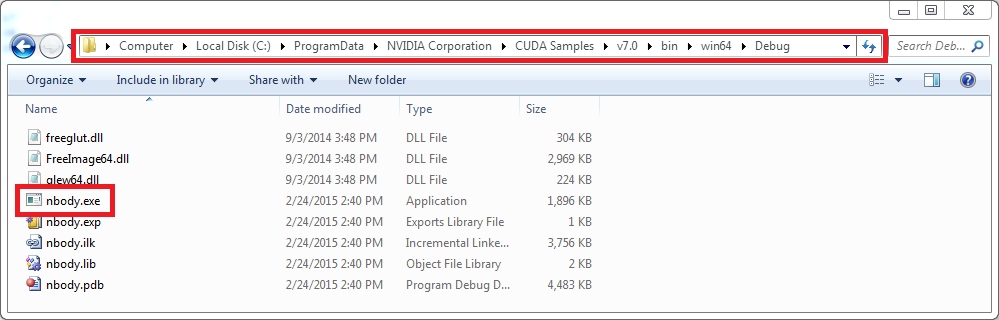 Computer Local Disk (C:) ProgramData NVIDIA Corporation CUDA Samples v7.0 bin win64 Debug Search Deb...
Organize Include in library Share with New folder
Name Date modified Type Size
freeglut.dll 9/3/2014 3:48 PM DLL File 304 KB
FreeImage64.dll 9/3/2014 3:48 PM DLL File 2,969 KB
glew64.dll 9/3/2014 3:48 PM DLL File 224 KB
nbody.exe 2/24/2015 2:40 PM Application 1,896 KB
nbody.exp 2/24/2015 2:40 PM Exports Library File 1 KB
nbody.ilk 2/24/2015 2:40 PM Incremental Linke... 3,756 KB
nbody.lib 2/24/2015 2:40 PM Object File Library 2 KB
nbody.pdb 2/24/2015 2:40 PM Program Debug D... 4,483 KB